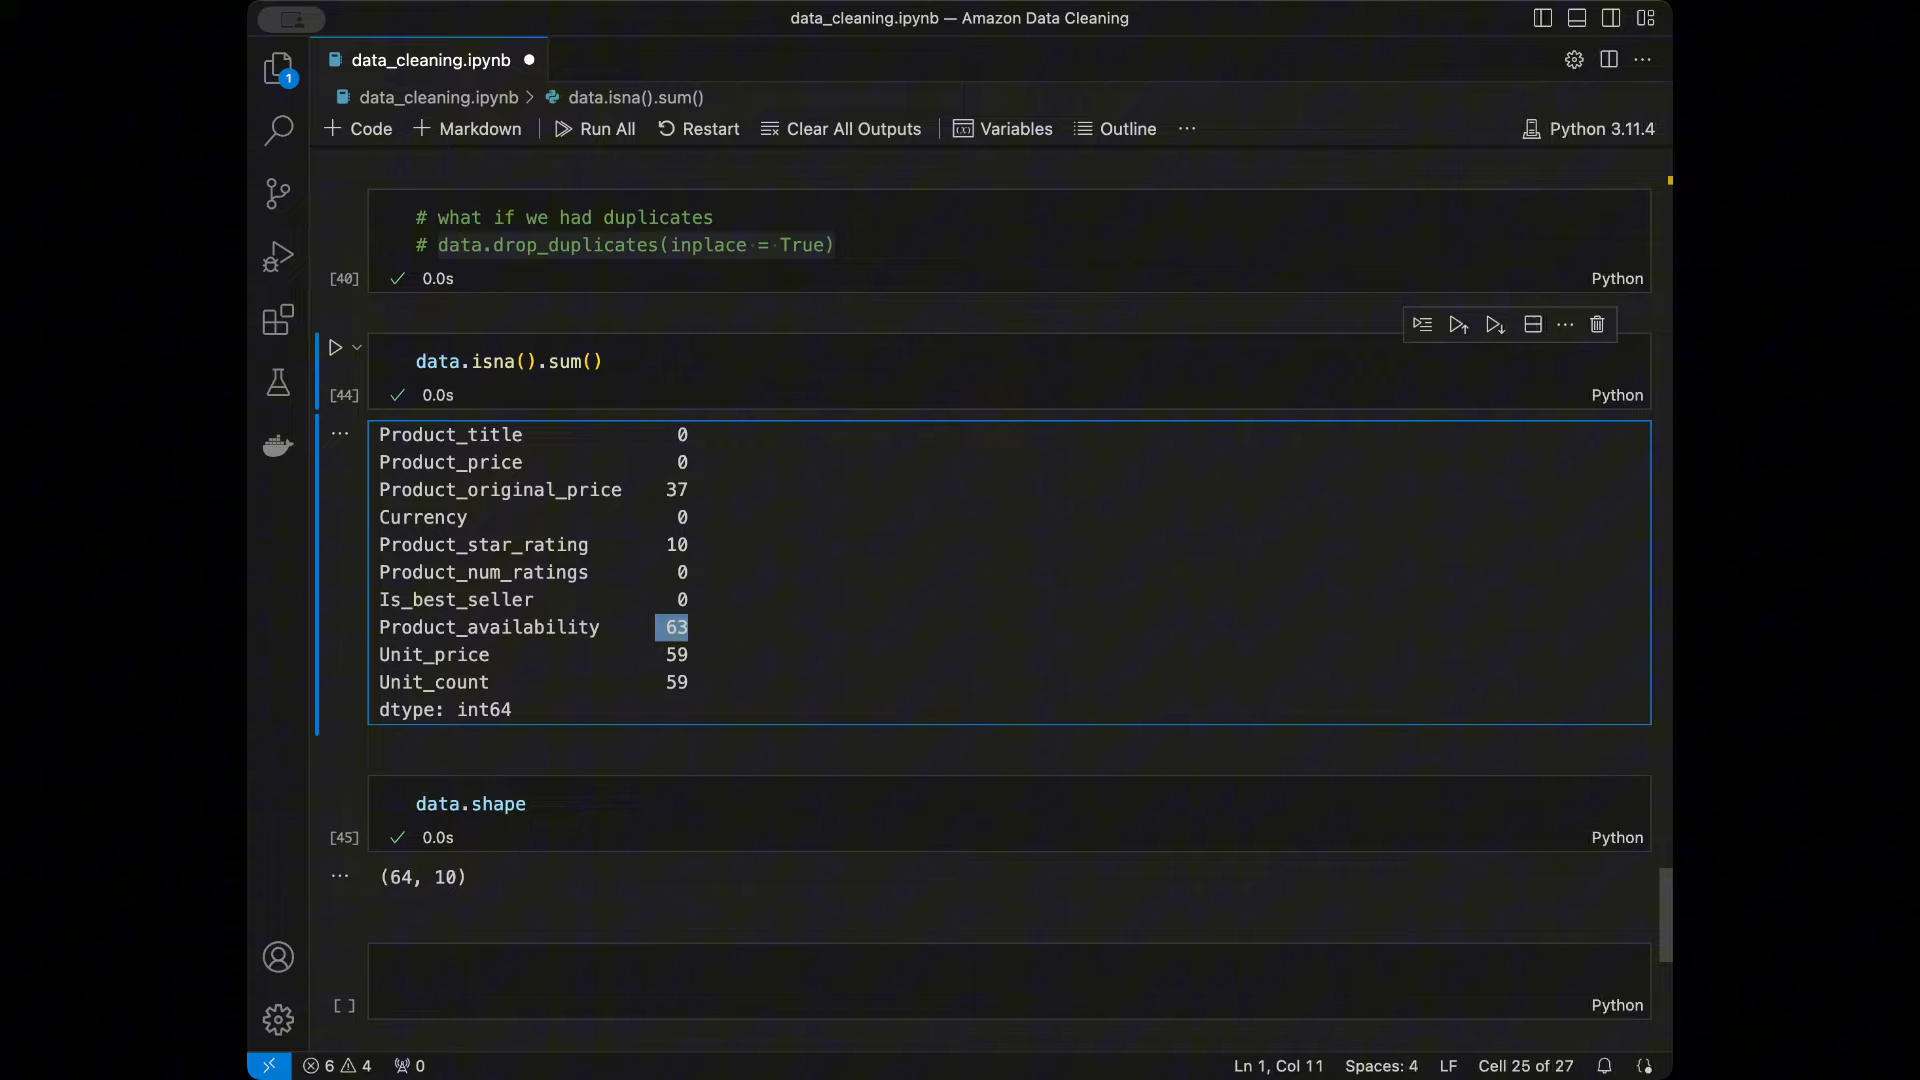 data_cleaning.ipynb — Amazon Data Cleaning
1
data_cleaning.ipynb
data_cleaning.ipynb > data.isna().sum()
+ Code + Markdown Run All Restart Clear All Outputs Variables Outline ... Python 3.11.4
# what if we had duplicates
# data.drop_duplicates(inplace = True)
[40] ✓ 0.0s Python
data.isna().sum()
[44] ✓ 0.0s Python
Product_title 0
Product_price 0
Product_original_price 37
Currency 0
Product_star_rating 10
Product_num_ratings 0
Is_best_seller 0
Product_availability 63
Unit_price 59
Unit_count 59
dtype: int64
data.shape
[45] ✓ 0.0s Python
(64, 10)
[ ] Python
6 4 0 Ln 1, Col 11 Spaces: 4 LF Cell 25 of 27